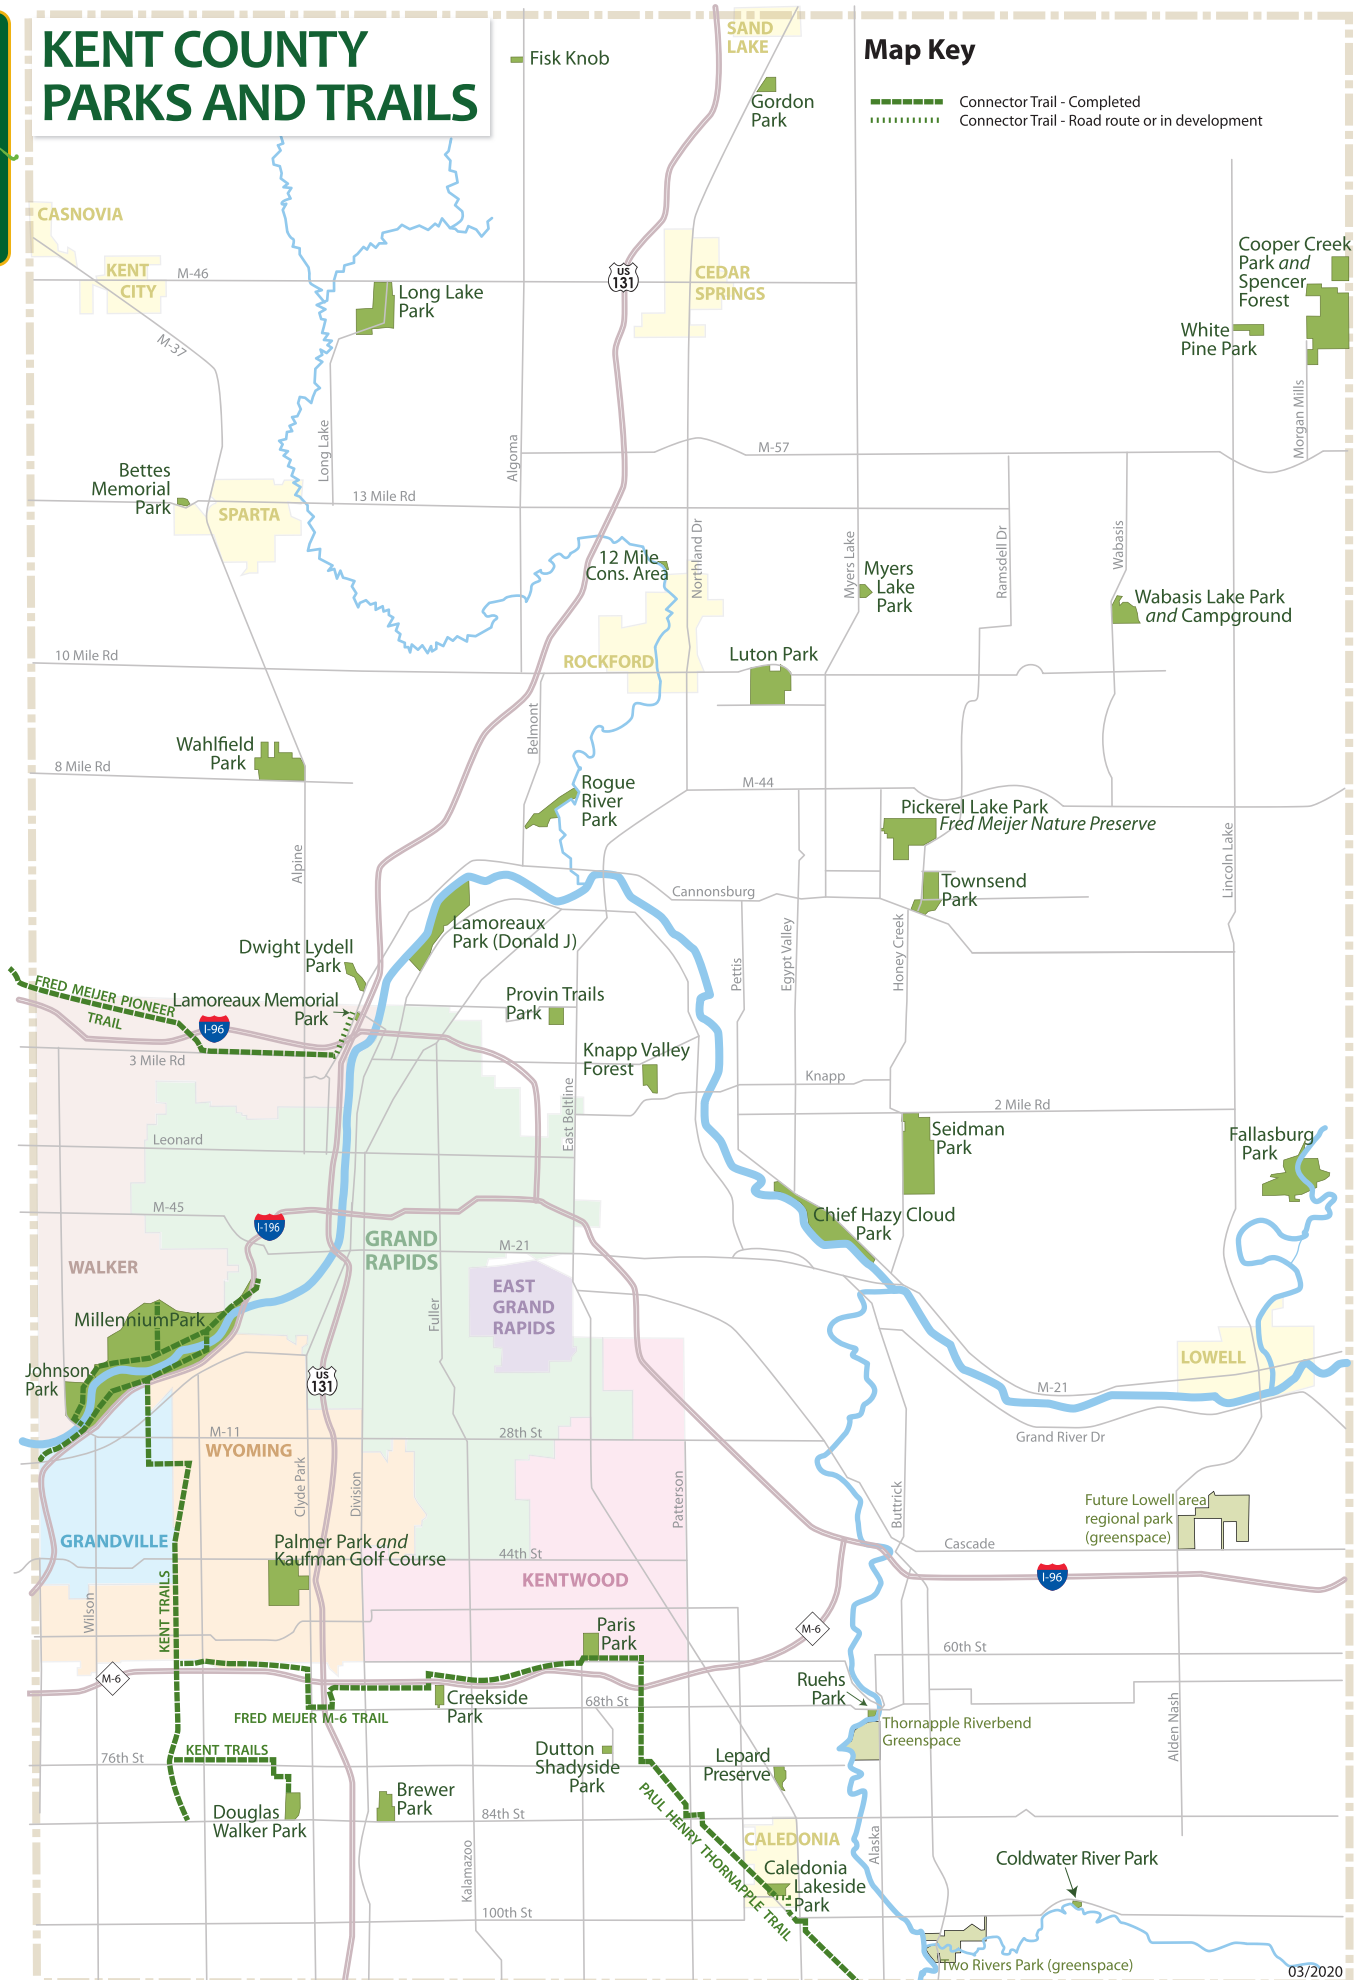 KENT COUNTY
PARKS AND TRAILS
Map Key
Connector Trail - Completed
Connector Trail - Road route or in development
Fisk Knob
SAND
LAKE
Gordon
Park
CASNOVIA
KENT
CITY
M-46
M-37
Long Lake
Park
US
131
CEDAR
SPRINGS
Cooper Creek
Park and
Spencer
Forest
White
Pine Park
Morgan Mills
Long Lake
Algoma
M-57
Bettes
Memorial
Park
SPARTA
13 Mile Rd
12 Mile
Cons. Area
Northland Dr
Myers Lake
Myers
Lake
Park
Ramsdell Dr
Wabasis
Wabasis Lake Park
and Campground
10 Mile Rd
ROCKFORD
Luton Park
Wahlfield
Park
8 Mile Rd
Belmont
Rogue
River
Park
M-44
Pickerel Lake Park
Fred Meijer Nature Preserve
Alpine
Lincoln Lake
Cannonsburg
Townsend
Park
Lamoreaux
Park (Donald J)
Dwight Lydell
Park
Pettis
Egypt Valley
Honey Creek
FRED MEIJER PIONEER
TRAIL
Lamoreaux Memorial
Park
Provin Trails
Park
I-96
3 Mile Rd
Knapp Valley
Forest
Knapp
East Beltline
2 Mile Rd
Leonard
Seidman
Park
Fallasburg
Park
M-45
I-196
GRAND
RAPIDS
M-21
Chief Hazy Cloud
Park
WALKER
EAST
GRAND
RAPIDS
Fuller
MillenniumPark
Johnson
Park
US
131
LOWELL
M-21
M-11
WYOMING
28th St
Grand River Dr
Clyde Park
Division
Patterson
Buttrick
Future Lowell area
regional park
(greenspace)
GRANDVILLE
Palmer Park and
Kaufman Golf Course
44th St
Cascade
KENTWOOD
I-96
Wilson
KENT TRAILS
Paris
Park
M-6
60th St
M-6
Ruehs
Park
Creekside
Park
68th St
FRED MEIJER M-6 TRAIL
Thornapple Riverbend
Greenspace
Alden Nash
76th St
KENT TRAILS
Dutton
Shadyside
Park
Lepard
Preserve
Douglas
Walker Park
Brewer
Park
84th St
PAUL HENRY THORNAPPLE TRAIL
CALEDONIA
Alaska
Kalamazoo
Caledonia
Lakeside
Park
Coldwater River Park
100th St
Two Rivers Park (greenspace)
03/2020